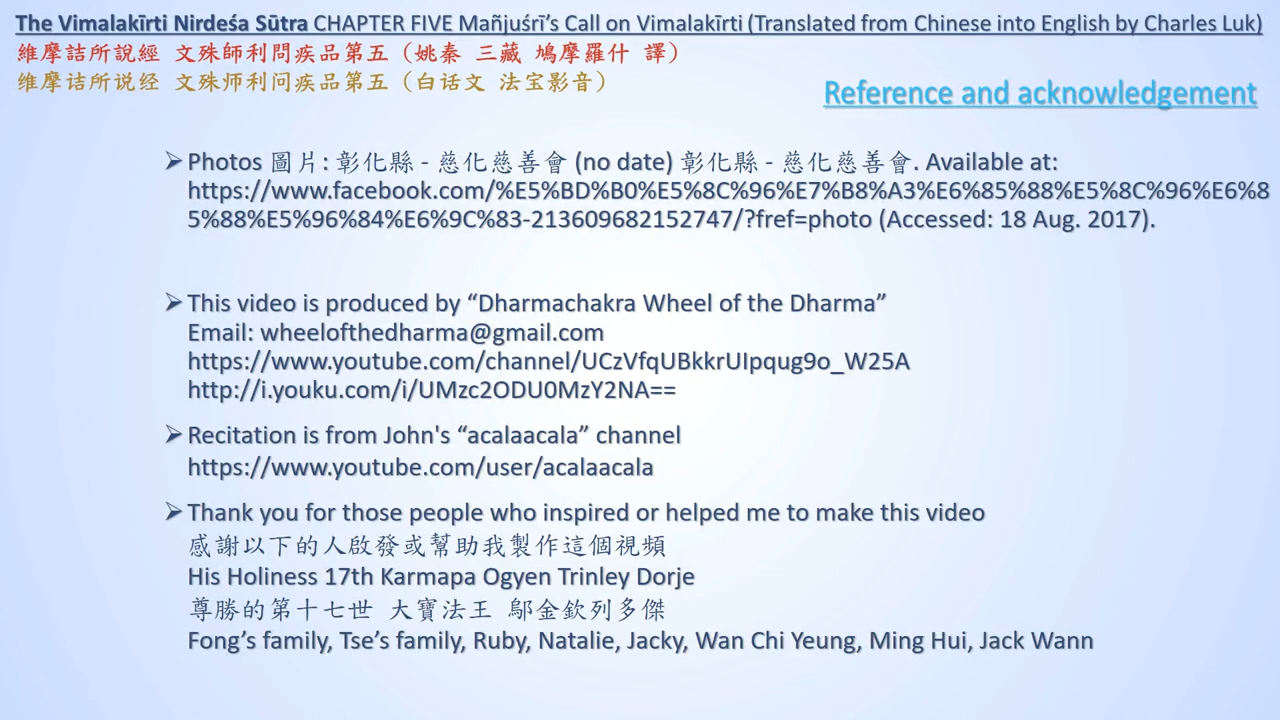 The Vimalakīrti Nirdeśa Sūtra CHAPTER FIVE Mañjuśrī’s Call on Vimalakīrti (Translated from Chinese into English by Charles Luk)
維摩詰所說經 文殊師利問疾品第五（姚秦 三藏 鳩摩羅什 譯）
维摩诘所说经 文殊师利问疾品第五（白话文 法宝影音）
Reference and acknowledgement
➢Photos 圖片: 彰化縣 - 慈化慈善會 (no date) 彰化縣 - 慈化慈善會. Available at:
https://www.facebook.com/%E5%BD%B0%E5%8C%96%E7%B8%A3%E6%85%88%E5%8C%96%E6%8
5%88%E5%96%84%E6%9C%83-213609682152747/?fref=photo (Accessed: 18 Aug. 2017).
➢This video is produced by “Dharmachakra Wheel of the Dharma”
Email: wheelofthedharma@gmail.com
https://www.youtube.com/channel/UCzVfqUBkkrUIpqug9o_W25A
http://i.youku.com/i/UMzc2ODU0MzY2NA==
➢Recitation is from John's “acalaacala” channel
https://www.youtube.com/user/acalaacala
➢Thank you for those people who inspired or helped me to make this video
感謝以下的人啟發或幫助我製作這個視頻
His Holiness 17th Karmapa Ogyen Trinley Dorje
尊勝的第十七世 大寶法王 鄔金欽列多傑
Fong’s family, Tse’s family, Ruby, Natalie, Jacky, Wan Chi Yeung, Ming Hui, Jack Wann